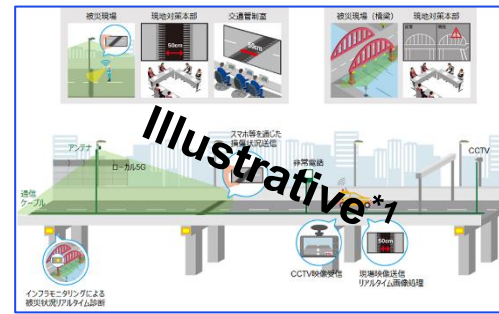 被災現場
現地対策本部
交通管制室
被災現場（橋梁）
現地対策本部
50cm
50cm
Illustrative*1
スマホ等を通じた
損傷状況送信
アンテナ
ローカル5G
非常電話
CCTV
通信
ケーブル
50cm
インフラモニタリングによる
被災状況リアルタイム診断
CCTV映像受信
現場映像送信
リアルタイム画像処理